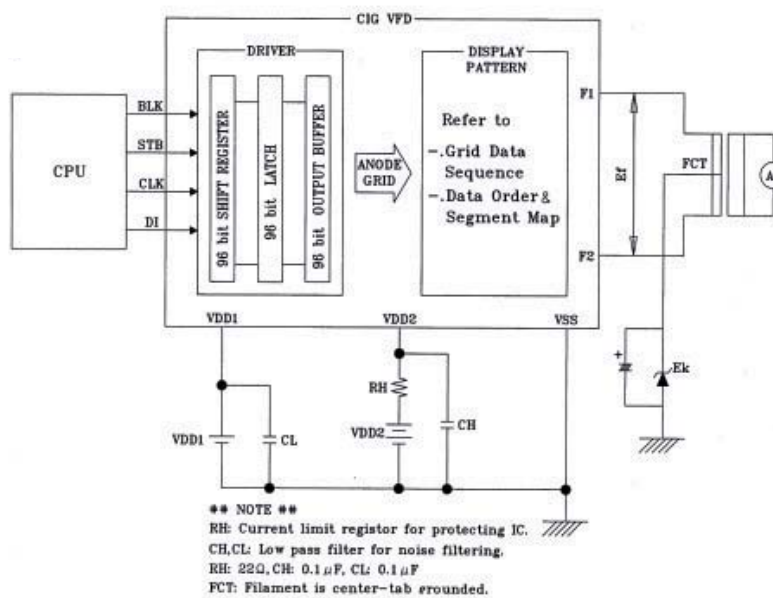 CIG VFD
DRIVER
DISPLAY
PATTERN
CPU
BLK
STB
CLK
DI
96 bit SHIFT REGISTER
96 bit LATCH
96 bit OUTPUT BUFFER
ANODE
GRID
Refer to
-.Grid Data
Sequence
-.Data Order &
Segment Map
F1
Ef
FCT
A
F2
VDD1
VDD2
VSS
+
Ek
RH
VDD1
CL
VDD2
CH
** NOTE **
RH: Current limit registor for protecting IC.
CH,CL: Low pass filter for noise filtering.
RH: 22Ω, CH: 0.1μF, CL: 0.1μF
FCT: Filament is center-tab grounded.